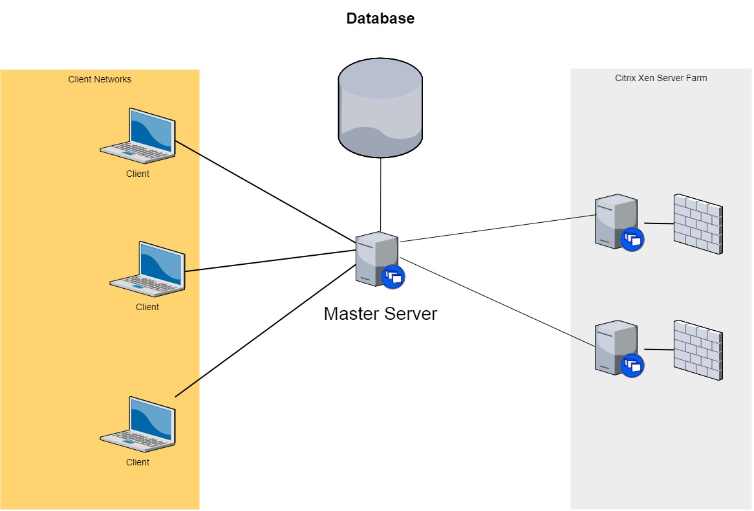 Database
Client Networks
Citrix Xen Server Farm
Client
Client
Master Server
Client